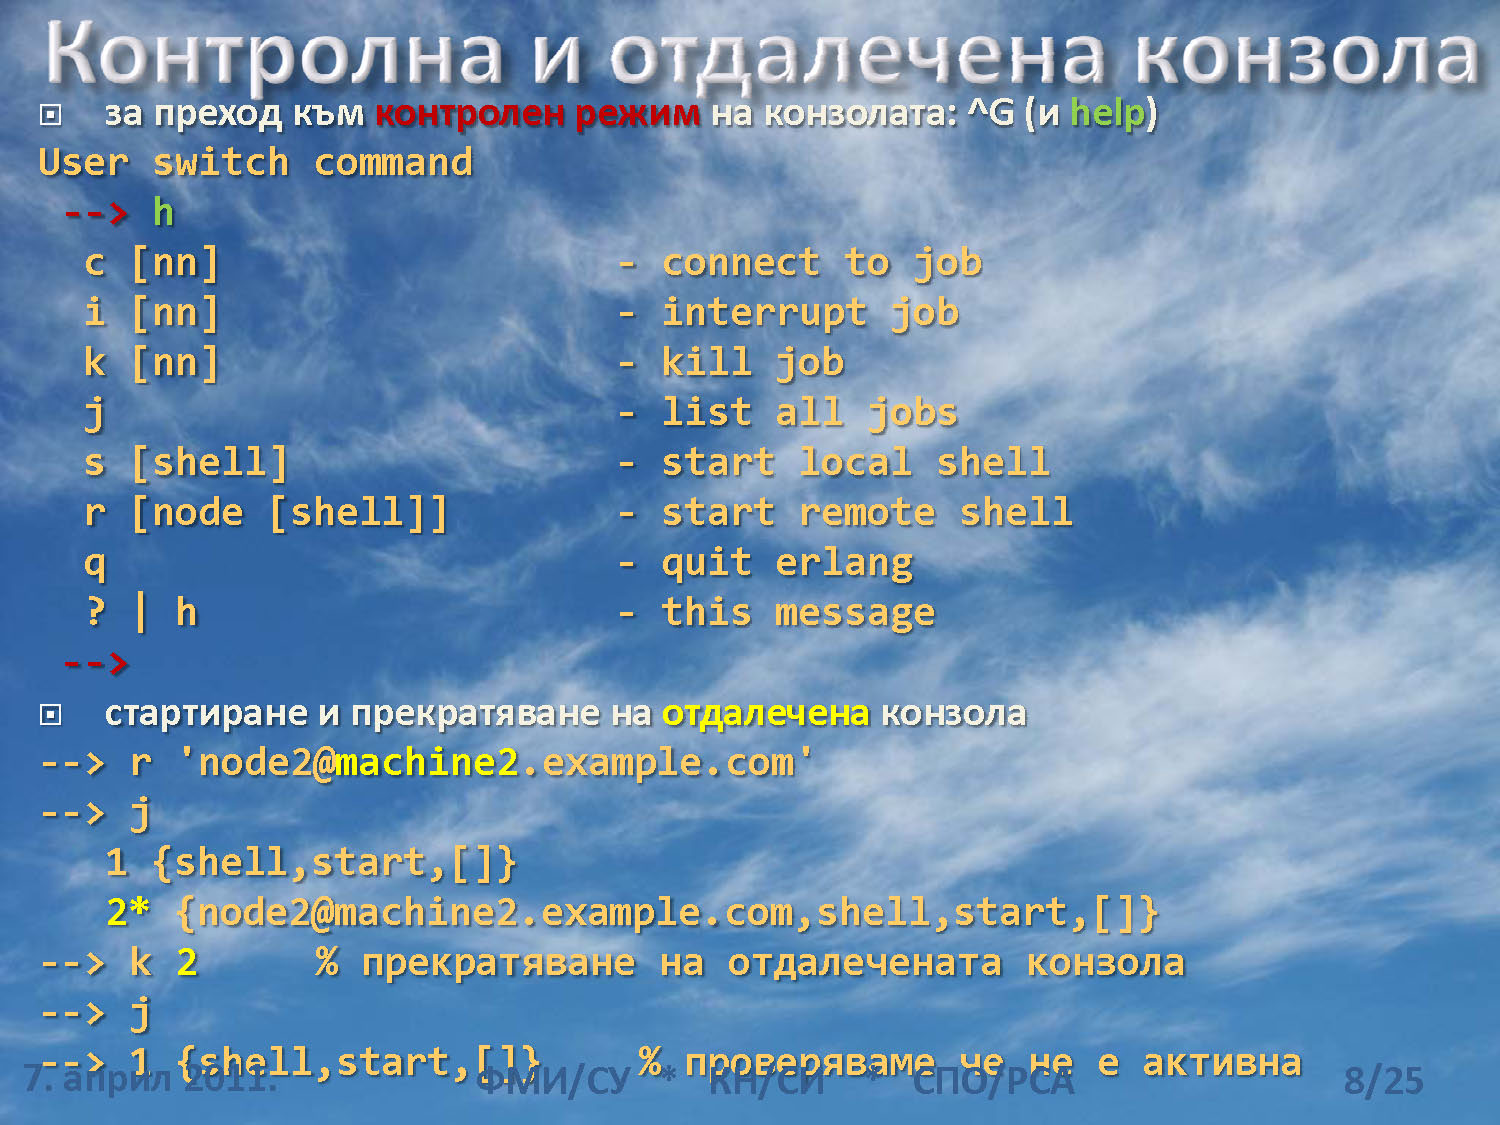 Контролна и отдалечена конзола
за преход към контролен режим на конзолата: ^G (и help)
User switch command
--> h
c [nn] - connect to job
i [nn] - interrupt job
k [nn] - kill job
j - list all jobs
s [shell] - start local shell
r [node [shell]] - start remote shell
q - quit erlang
? | h - this message
-->
стартиране и прекратяване на отдалечена конзола
--> r 'node2@machine2.example.com'
--> j
1 {shell,start,[]}
2* {node2@machine2.example.com,shell,start,[]}
--> k 2 % прекратяване на отдалечената конзола
--> j
--> 1 {shell,start,[]} % проверяваме че не е активна
7. април 2011. ФМИ/СУ * КН/СИ * СПО/РСА 8/25